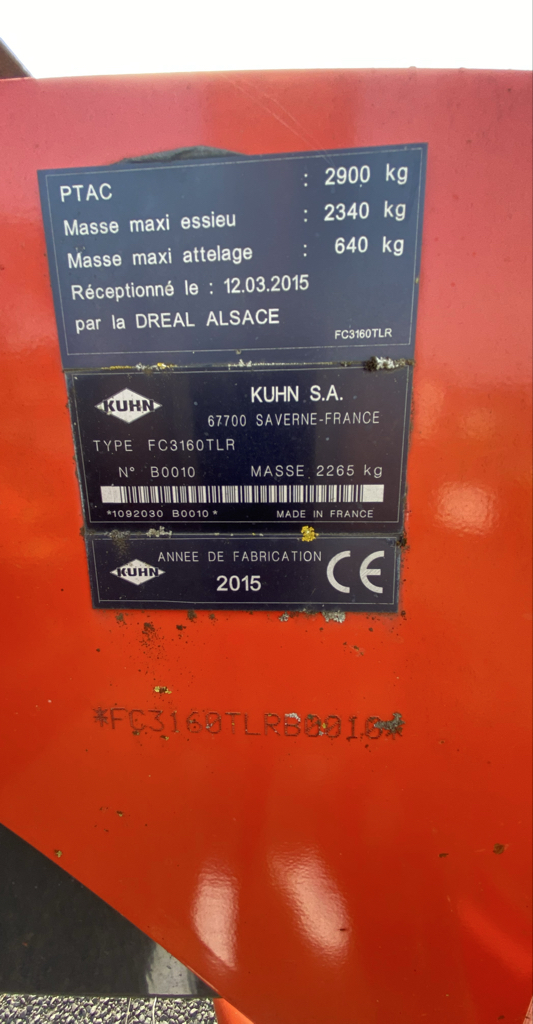 PTAC : 2900 kg
Masse maxi essieu : 2340 kg
Masse maxi attelage : 640 kg
Réceptionné le : 12.03.2015
par la DREAL ALSACE
FC3160TLR
KUHN KUHN S.A.
67700 SAVERNE-FRANCE
TYPE FC3160TLR
N° B0010 MASSE 2265 kg
*1092030 B0010* MADE IN FRANCE
KUHN ANNEE DE FABRICATION CE
2015
*FC3160TLRB0010*